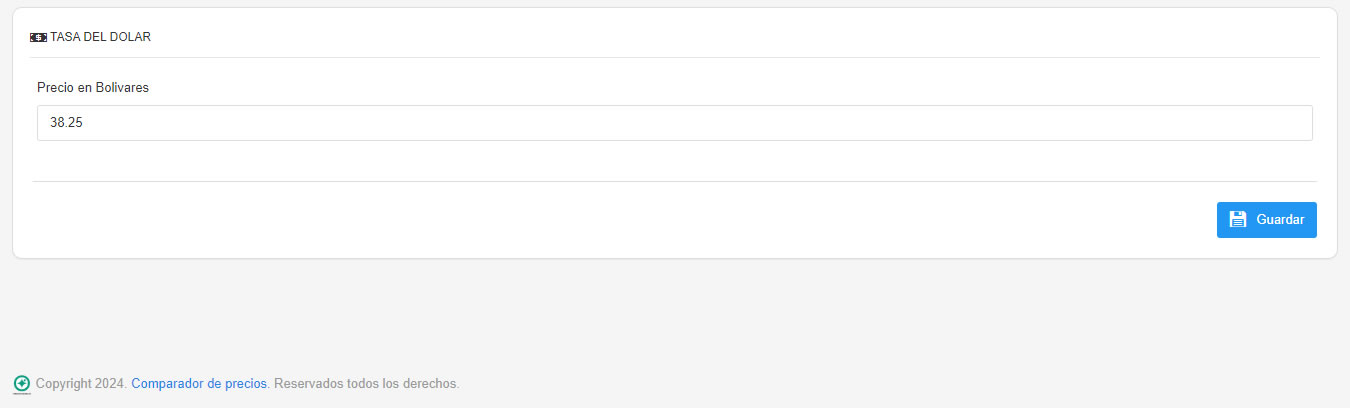 TASA DEL DOLAR
Precio en Bolivares
38.25
Guardar
Copyright 2024. Comparador de precios. Reservados todos los derechos.